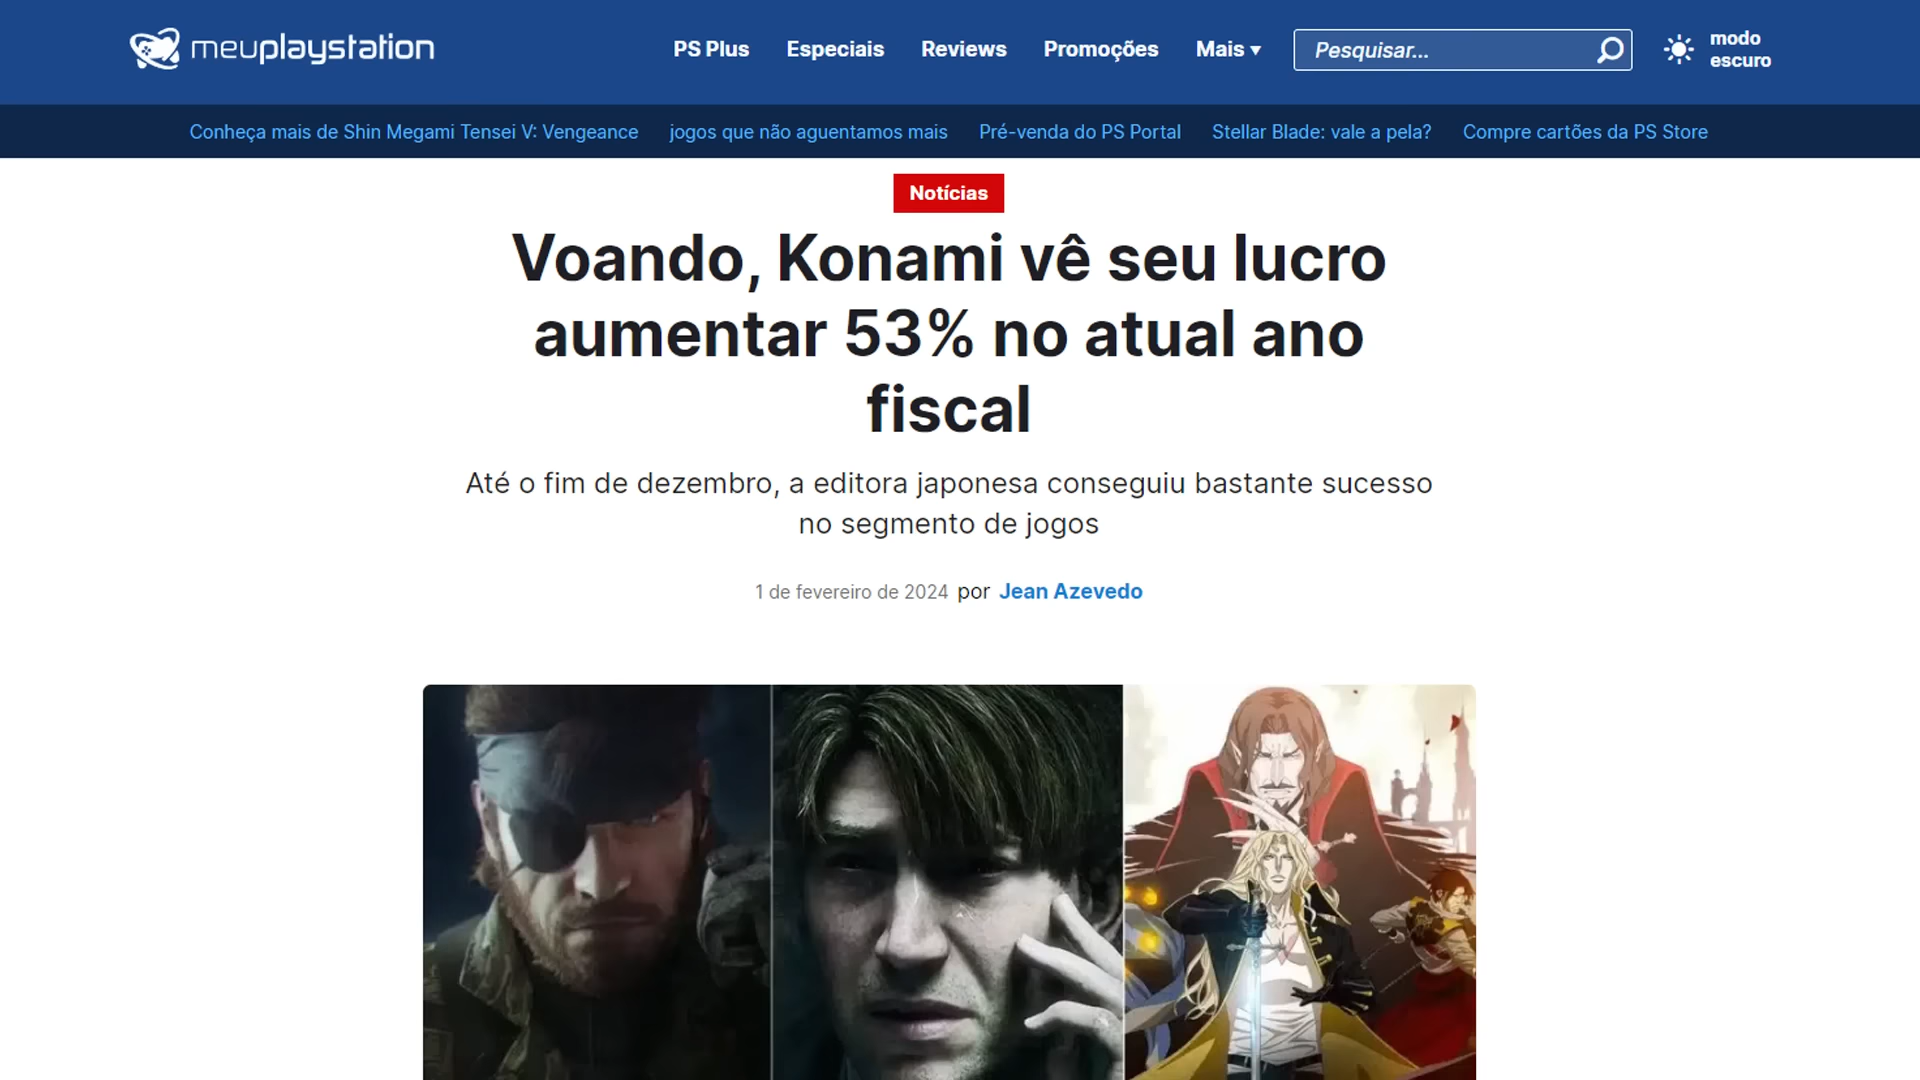 meuplaystation
PS Plus
Especiais
Reviews
Promoções
Mais
Pesquisar...
modo
escuro
Conheça mais de Shin Megami Tensei V: Vengeance
jogos que não aguentamos mais
Pré-venda do PS Portal
Stellar Blade: vale a pela?
Compre cartões da PS Store
Notícias
Voando, Konami vê seu lucro
aumentar 53% no atual ano
fiscal
Até o fim de dezembro, a editora japonesa conseguiu bastante sucesso
no segmento de jogos
1 de fevereiro de 2024 por Jean Azevedo